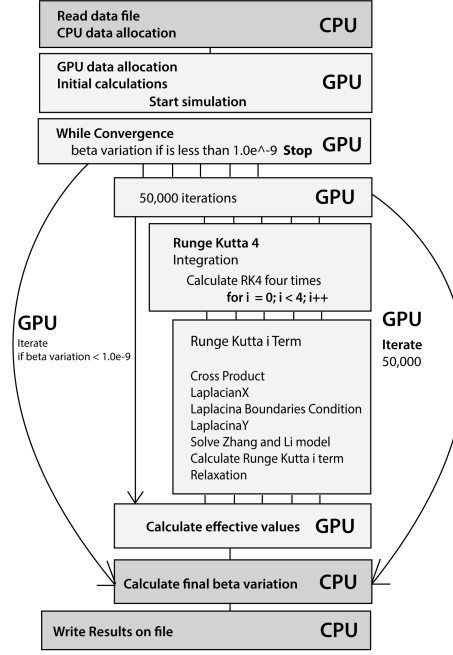 Read data file
CPU data allocation
CPU
GPU data allocation
Initial calculations
Start simulation
GPU
While Convergence
beta variation if is less than 1.0e^-9 Stop
GPU
50,000 iterations
GPU
Runge Kutta 4
Integration
Calculate RK4 four times
for i = 0; i < 4; i++
GPU
Iterate
if beta variation < 1.0e-9
GPU
Iterate
50,000
Runge Kutta i Term
Cross Product
LaplacianX
Laplacina Boundaries Condition
LaplacinaY
Solve Zhang and Li model
Calculate Runge Kutta i term
Relaxation
Calculate effective values
GPU
Calculate final beta variation
CPU
Write Results on file
CPU